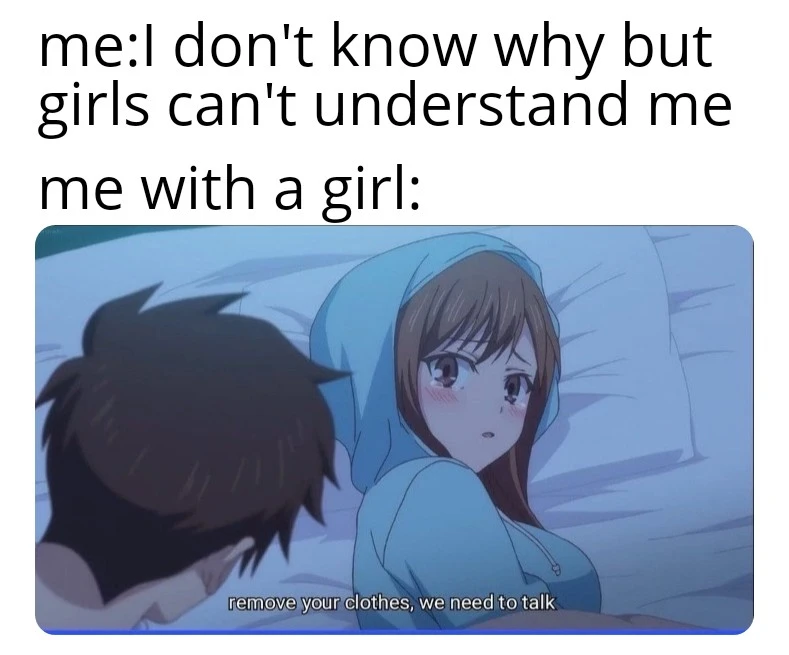 me:I don't know why but
girls can't understand me
me with a girl:
remove your clothes, we need to talk